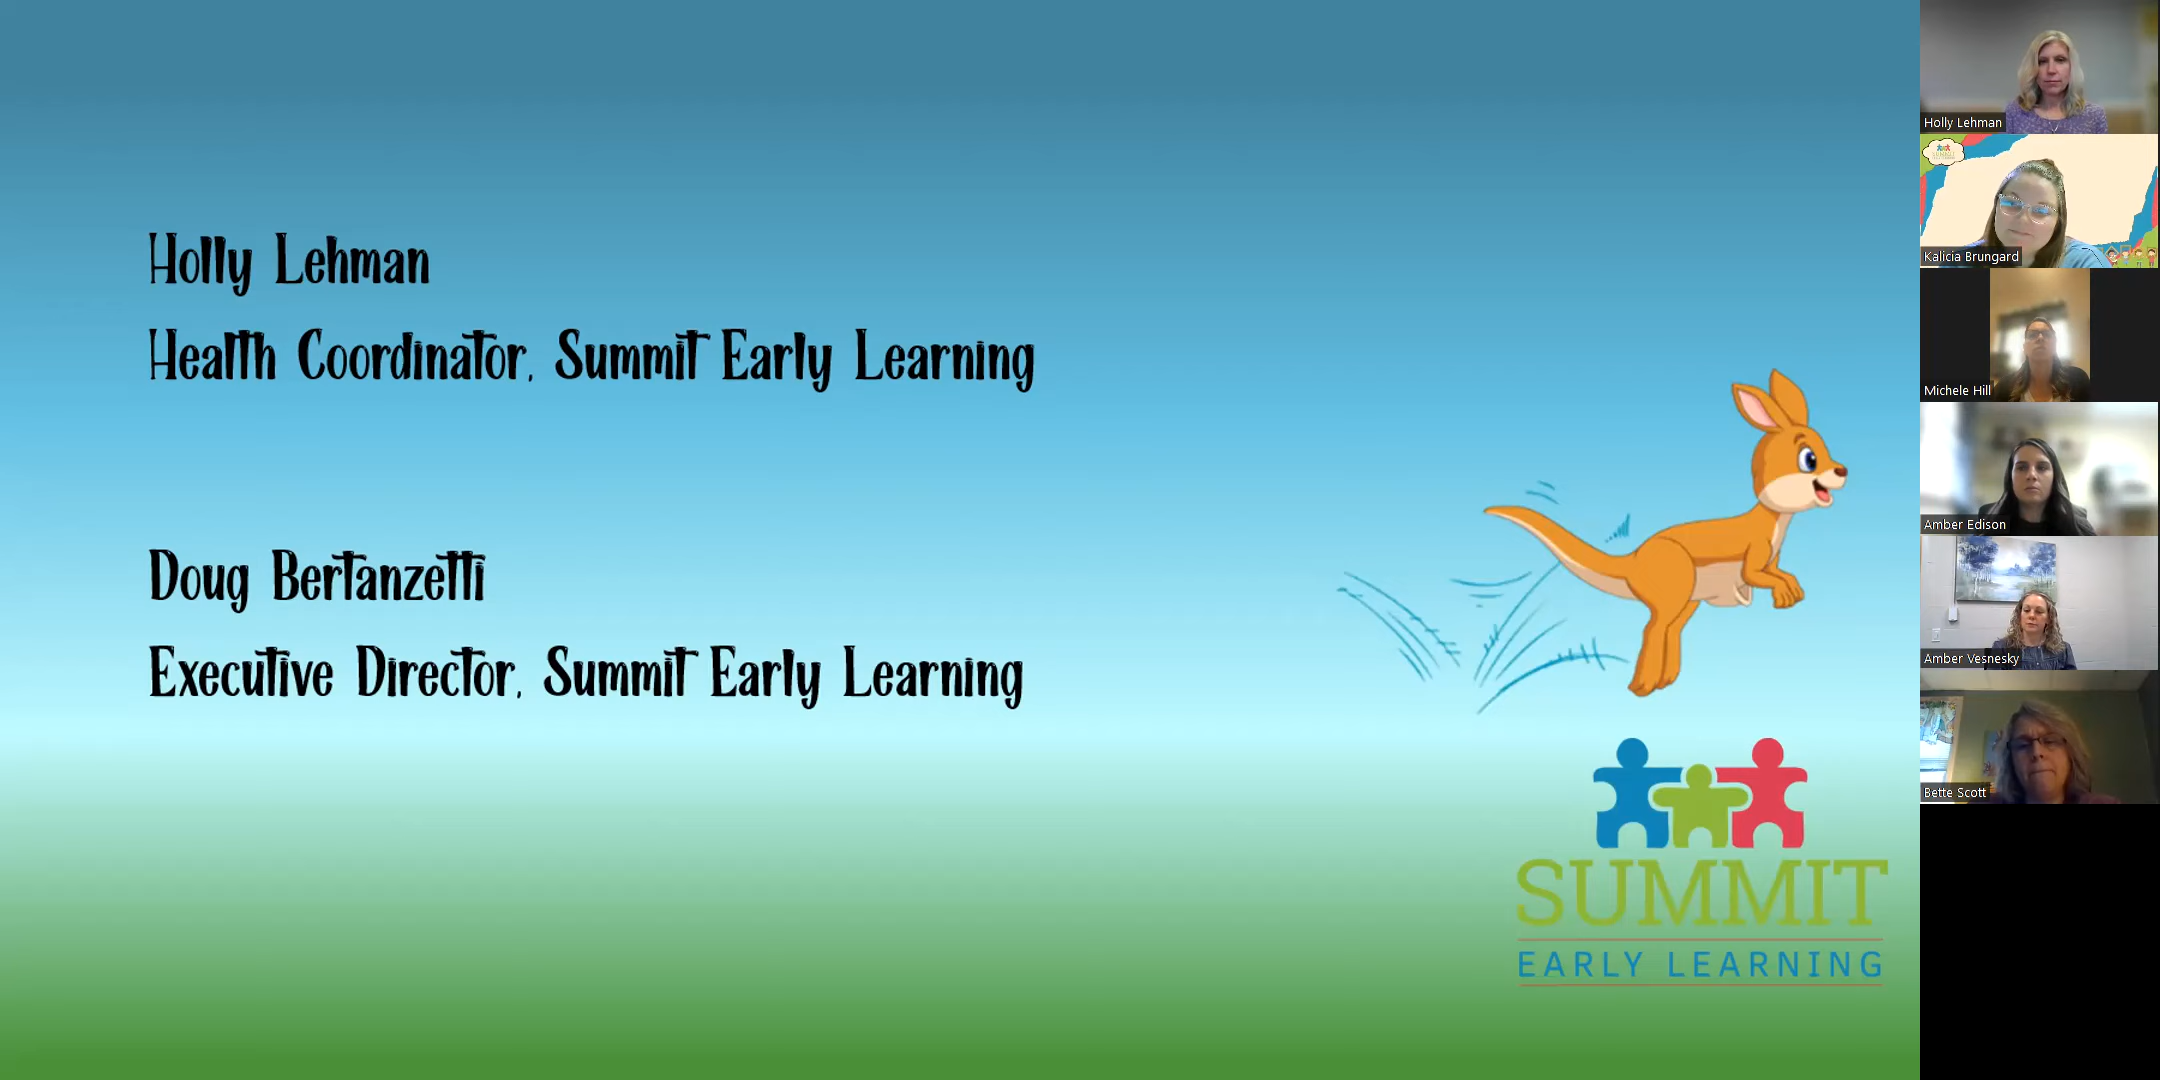 Holly Lehman
Health Coordinator, Summit Early Learning
Doug Bertanzetti
Executive Director, Summit Early Learning
SUMMIT
EARLY LEARNING
Holly Lehman
Kalicia Brungard
Michele Hill
Amber Edison
Amber Vesnesky
Bette Scott